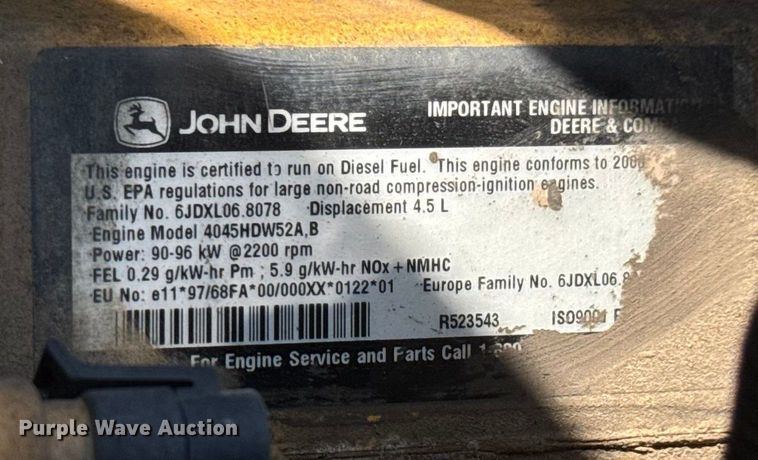 JOHN DEERE
IMPORTANT ENGINE
DEERE &
This engine is certified to run on Diesel Fuel. This engine conforms to
U.S. EPA regulations for large non-road compression-ignition engines.
Family No. 6JDXL06.8078 Displacement 4.5 L
Engine Model 4045HDW52A,B
Power: 90-96 kW @2200 rpm
FEL 0.29 g/kW-hr Pm ; 5.9 g/kW-hr NOx + NMHC
EU No: e11*97/68FA*00/000XX*0122*01 Europe Family No. 6JDXL06.8
R523543 ISO9001
For Engine Service and Parts Call
Purple Wave Auction